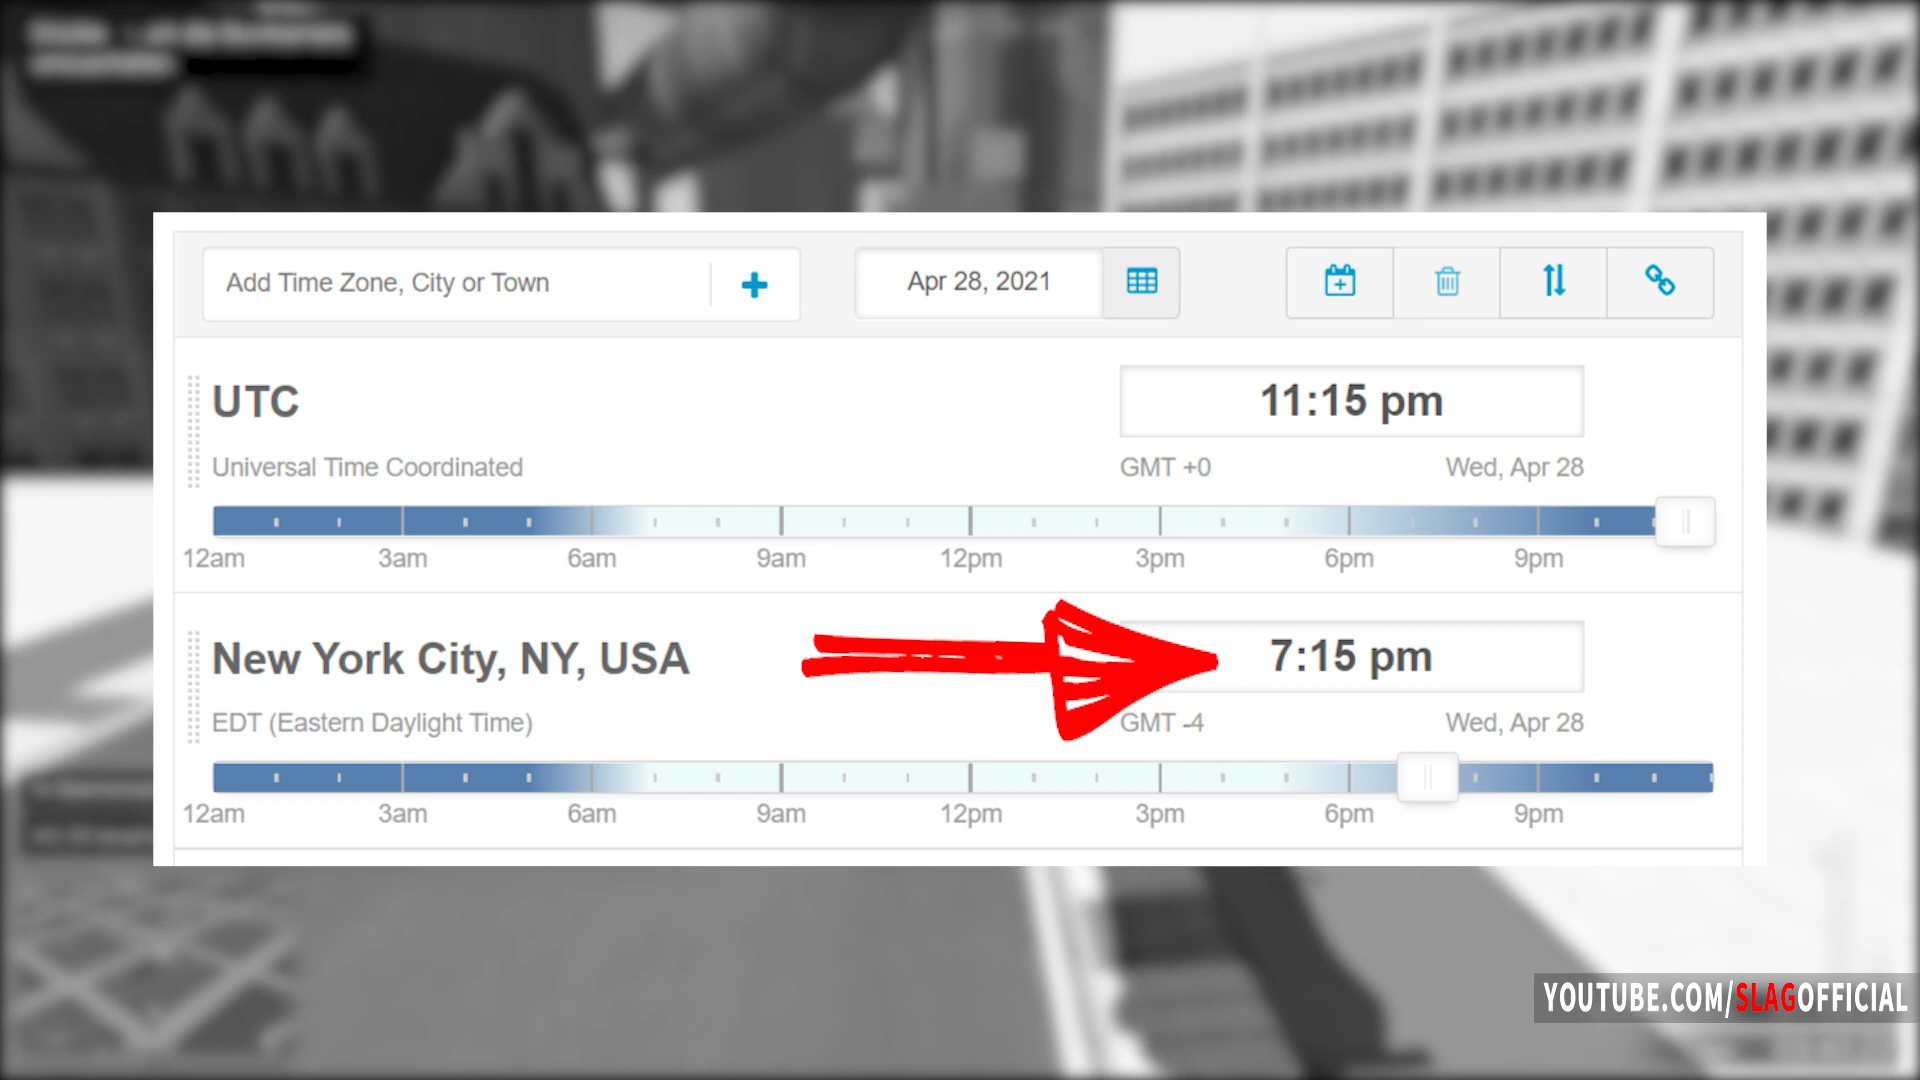 Add Time Zone, City or Town
Apr 28, 2021
UTC
11:15 pm
Universal Time Coordinated
GMT +0
Wed, Apr 28
12am 3am 6am 9am 12pm 3pm 6pm 9pm
New York City, NY, USA
7:15 pm
EDT (Eastern Daylight Time)
GMT -4
Wed, Apr 28
12am 3am 6am 9am 12pm 3pm 6pm 9pm
YOUTUBE.COM/SLAGOFFICIAL